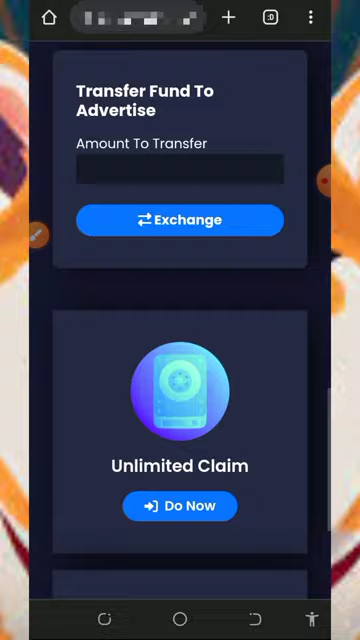 :D
Transfer Fund To
Advertise
Amount To Transfer
Exchange
Unlimited Claim
Do Now